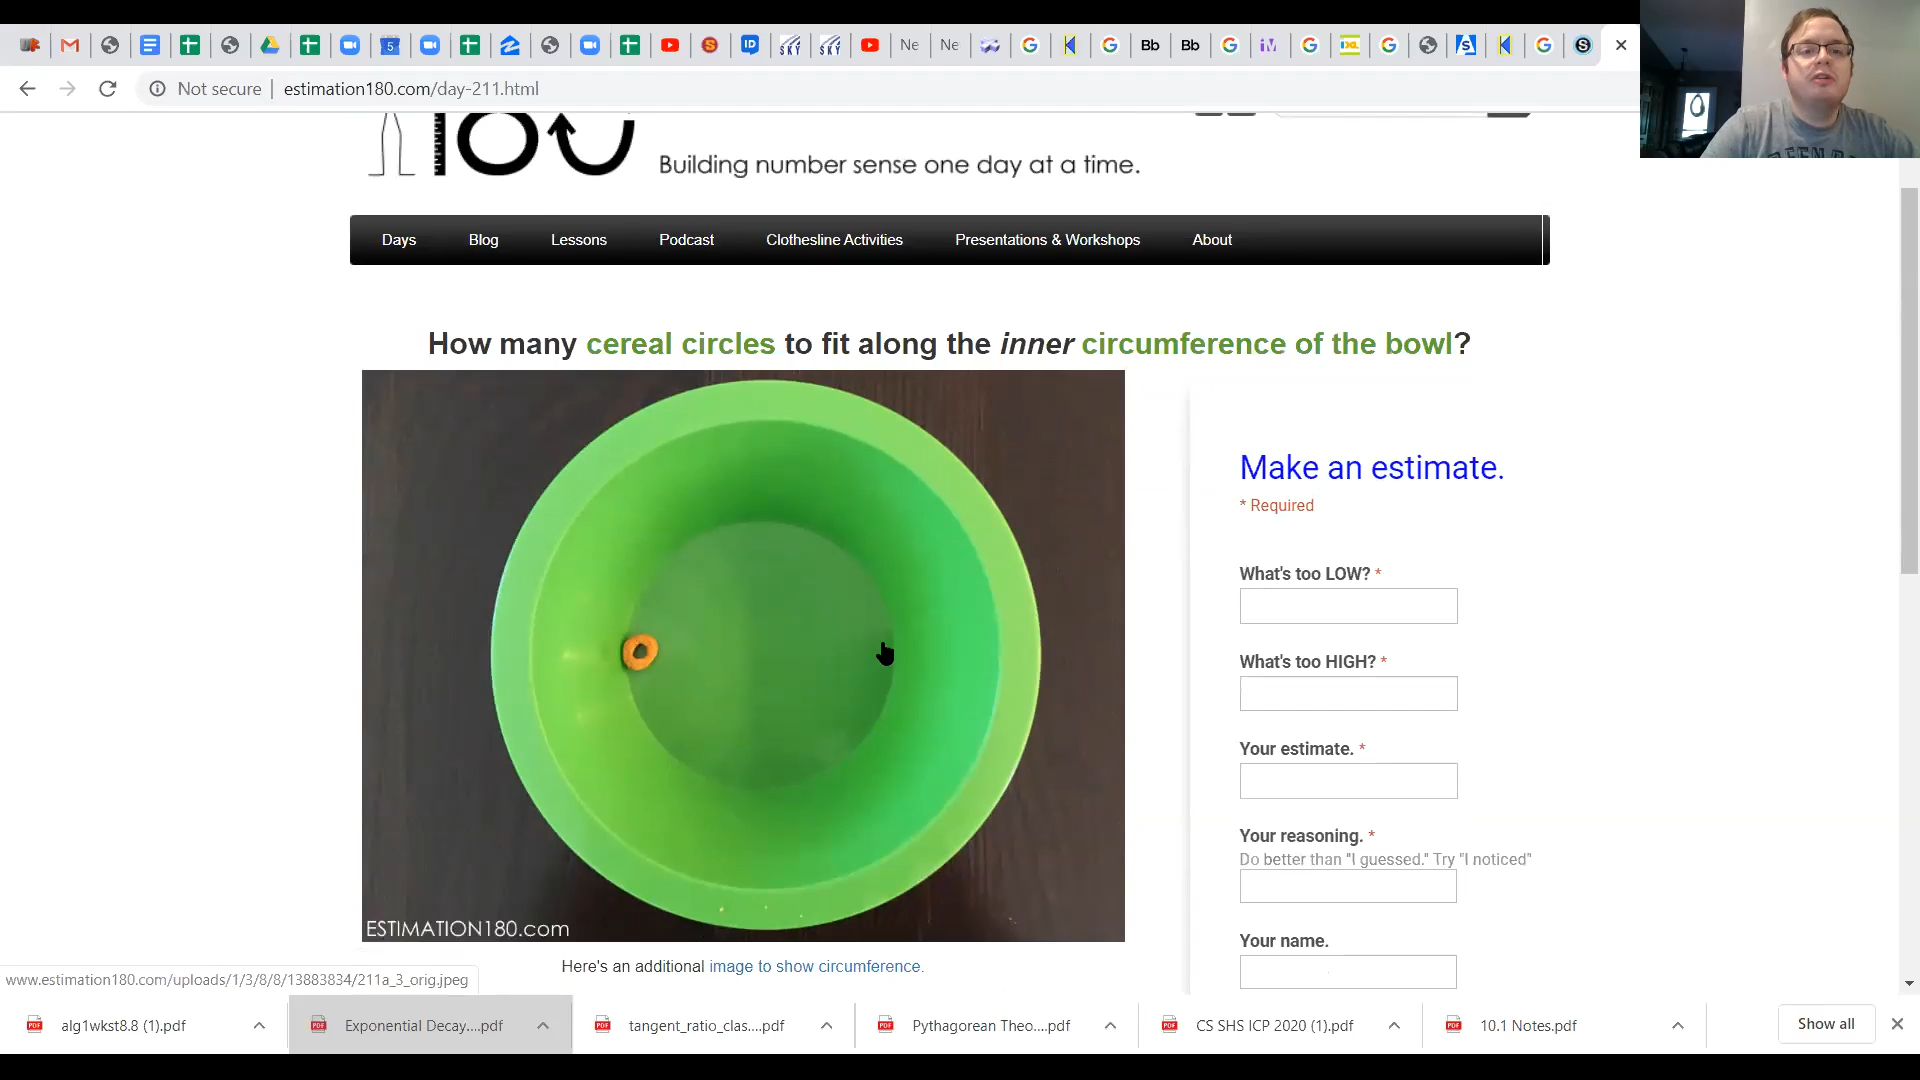 Ne
Ne
Bb
Bb
Not secure
estimation180.com/day-211.html
180
Building number sense one day at a time.
Days
Blog
Lessons
Podcast
Clothesline Activities
Presentations & Workshops
About
How many cereal circles to fit along the inner circumference of the bowl?
Make an estimate.
* Required
What's too LOW? *
What's too HIGH? *
Your estimate. *
Your reasoning. *
Do better than "I guessed." Try "I noticed"
Your name.
ESTIMATION180.com
Here's an additional image to show circumference.
www.estimation180.com/uploads/1/3/8/8/13883834/211a_3_orig.jpeg
alg1wkst8.8 (1).pdf
Exponential Decay....pdf
tangent_ratio_clas....pdf
Pythagorean Theo....pdf
CS SHS ICP 2020 (1).pdf
10.1 Notes.pdf
Show all